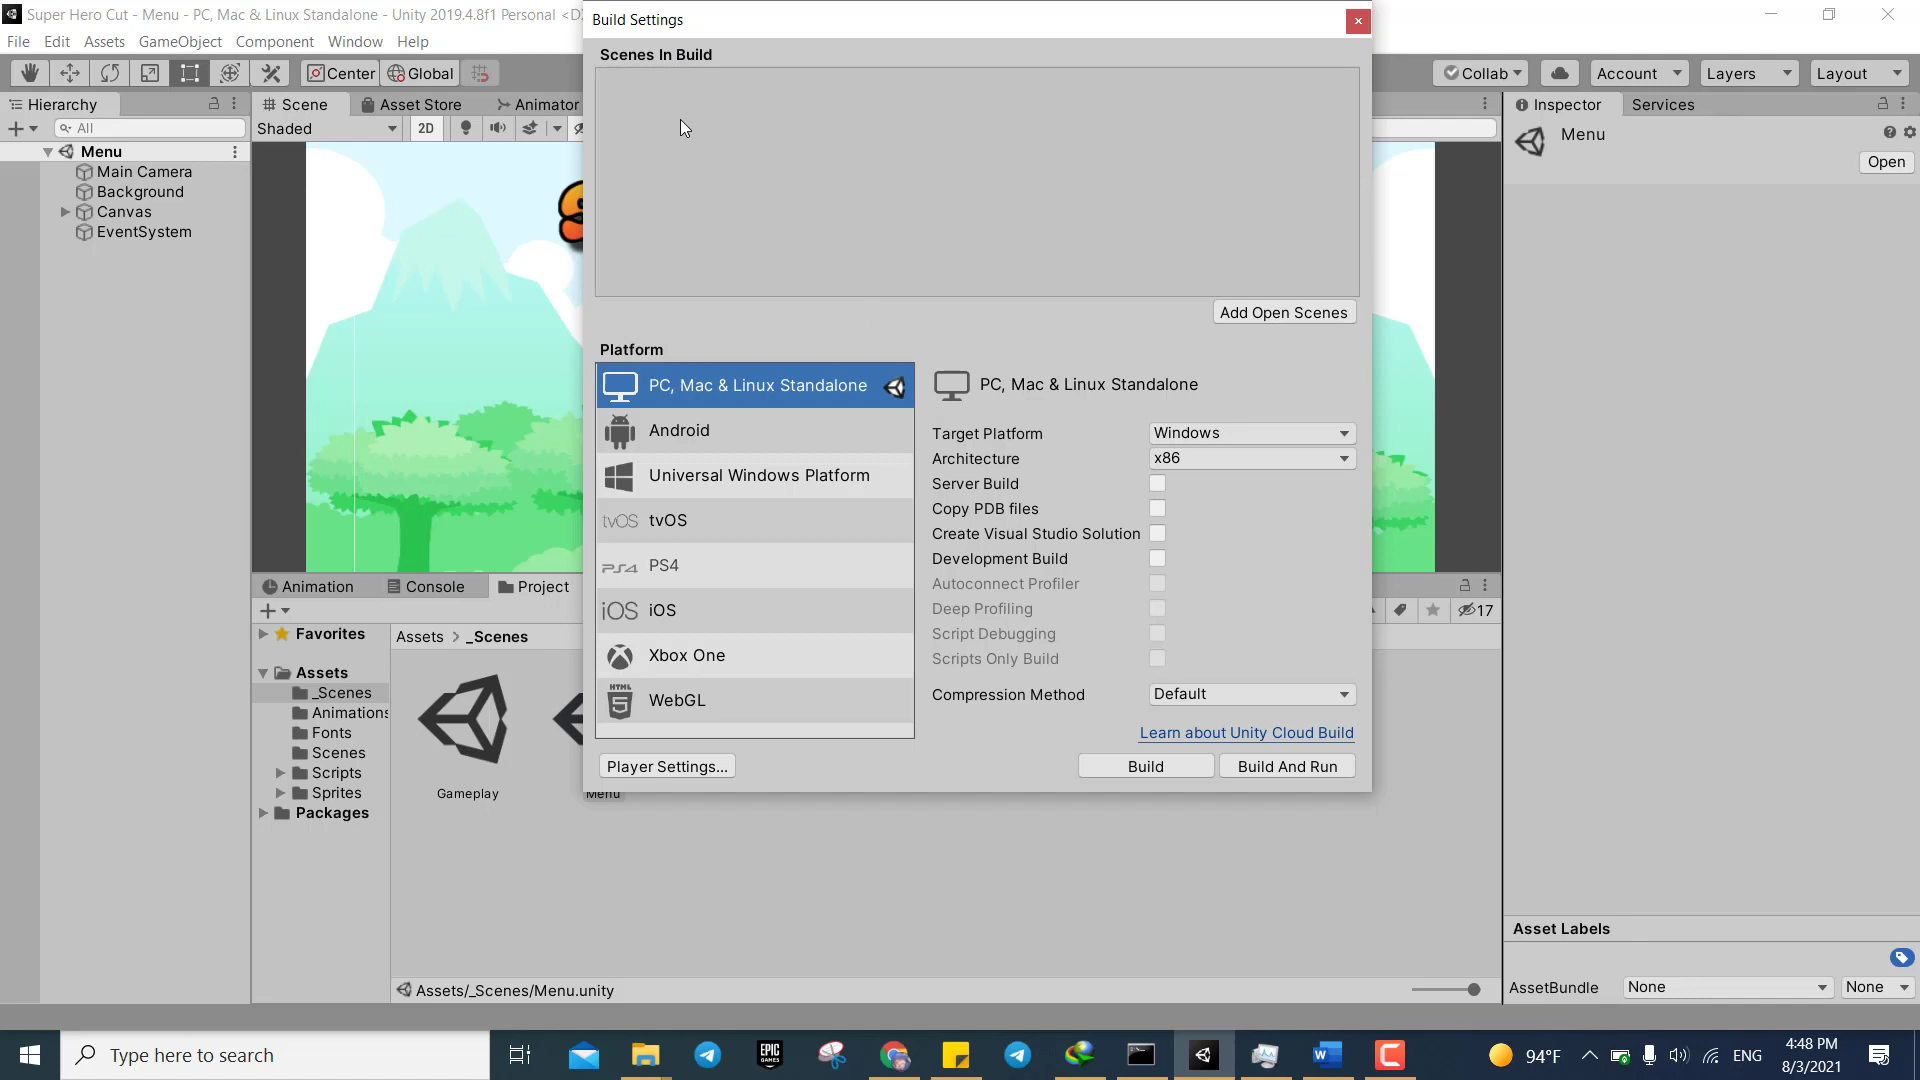 Super Hero Cut - Menu - PC, Mac & Linux Standalone - Unity 2019.4.8f1 Personal <D
Build Settings
File Edit Assets GameObject Component Window Help
Scenes In Build
Center Global
Collab Account Layers Layout
Hierarchy
Scene Asset Store Animator
Inspector Services
All
Shaded 2D
Menu
Open
Menu
Main Camera
Background
Canvas
EventSystem
Add Open Scenes
Platform
PC, Mac & Linux Standalone
Android
Universal Windows Platform
tvOS tvOS
PS4 PS4
iOS iOS
Xbox One
HTML 5 WebGL
PC, Mac & Linux Standalone
Target Platform Windows
Architecture x86
Server Build
Copy PDB files
Create Visual Studio Solution
Development Build
Autoconnect Profiler
Deep Profiling
Script Debugging
Scripts Only Build
Compression Method Default
Learn about Unity Cloud Build
Player Settings... Build Build And Run
Animation Console Project
17
Favorites
Assets > _Scenes
Assets
_Scenes
Animations
Fonts
Scenes
Scripts
Sprites
Packages
Gameplay
Menu
Assets/_Scenes/Menu.unity
Asset Labels
AssetBundle None None
Type here to search
EPIC GAMES
94°F
ENG
4:48 PM
8/3/2021